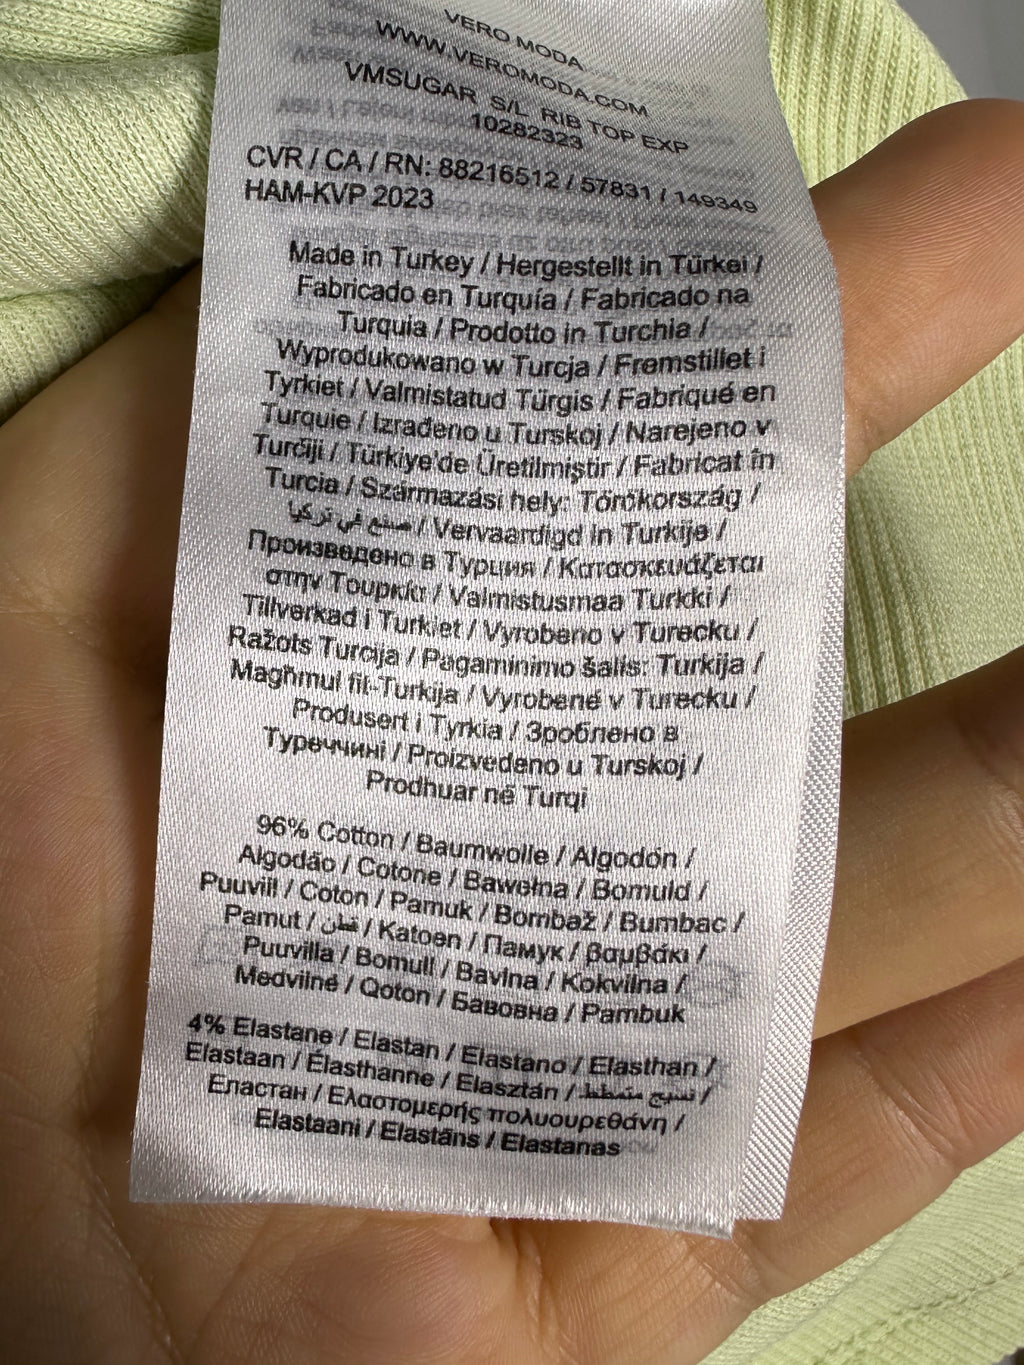 VERO MODA
WWW.VEROMODA.COM
VMSUGAR S/L RIB TOP EXP
10282323
CVR / CA / RN: 88216512 / 57831 / 149349
HAM-KVP 2023
Made in Turkey / Hergestellt in Türkei /
Fabricado en Turquía / Fabricado na
Turquia / Prodotto in Turchia /
Wyprodukowano w Turcja / Fremstillet i
Tyrkiet / Valmistatud Türgis / Fabriqué en
Turquie / Izrađeno u Turskoj / Narejeno v
Turčiji / Türkiye'de Üretilmiştir / Fabricat în
Turcia / Származási hely: Törökország /
صنع في تركيا / Vervaardigd in Turkije /
Произведено в Турция / Κατασκευάζεται
στην Τουρκία / Valmistusmaa Turkki /
Tillverkad i Turkiet / Vyrobeno v Turecku /
Ražots Turcija / Pagaminimo šalis: Turkija /
Magħmul fil-Turkija / Vyrobené v Turecku /
Produsert i Tyrkia / Зроблено в
Туреччині / Proizvedeno u Turskoj /
Prodhuar në Turqi
96% Cotton / Baumwolle / Algodón /
Algodão / Cotone / Bawełna / Bomuld /
Puuvill / Coton / Pamuk / Bombaž / Bumbac /
Pamut / قطن / Katoen / Памук / βαμβάκι /
Puuvilla / Bomull / Bavlna / Kokvilna /
Medvilnė / Qoton / Бавовна / Pambuk
4% Elastane / Elastan / Elastano / Elasthan /
Elastaan / Élasthanne / Elasztán / نسيج متمطط /
Еластан / Ελαστομερής πολυουρεθάνη /
Elastaani / Elastāns / Elastanas